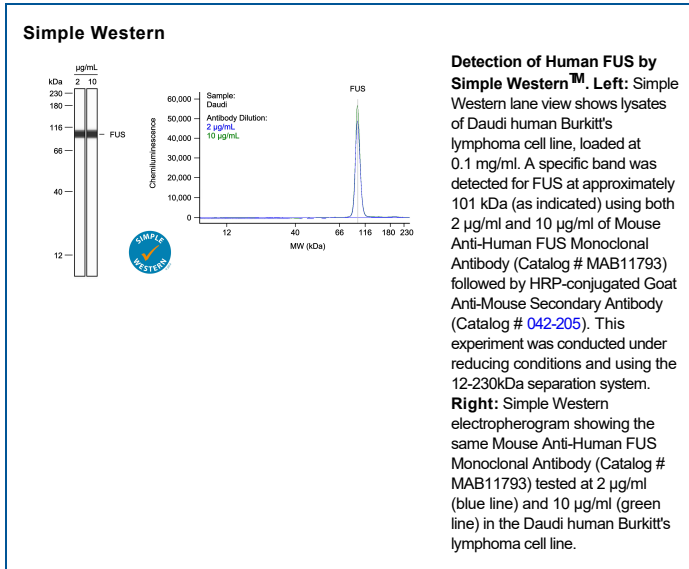 Simple Western
µg/mL
kDa 2 10
230
180
116
66
40
12
FUS
SIMPLE
WESTERN
Sample:
Daudi
Antibody Dilution:
2 µg/mL
10 µg/mL
FUS
Chemiluminescence
60,000
50,000
40,000
30,000
20,000
10,000
0
12 40 66 116 180 230
MW (kDa)
Detection of Human FUS by
Simple Western™. Left: Simple
Western lane view shows lysates
of Daudi human Burkitt's
lymphoma cell line, loaded at
0.1 mg/ml. A specific band was
detected for FUS at approximately
101 kDa (as indicated) using both
2 µg/ml and 10 µg/ml of Mouse
Anti-Human FUS Monoclonal
Antibody (Catalog # MAB11793)
followed by HRP-conjugated Goat
Anti-Mouse Secondary Antibody
(Catalog # 042-205). This
experiment was conducted under
reducing conditions and using the
12-230kDa separation system.
Right: Simple Western
electropherogram showing the
same Mouse Anti-Human FUS
Monoclonal Antibody (Catalog #
MAB11793) tested at 2 µg/ml
(blue line) and 10 µg/ml (green
line) in the Daudi human Burkitt's
lymphoma cell line.